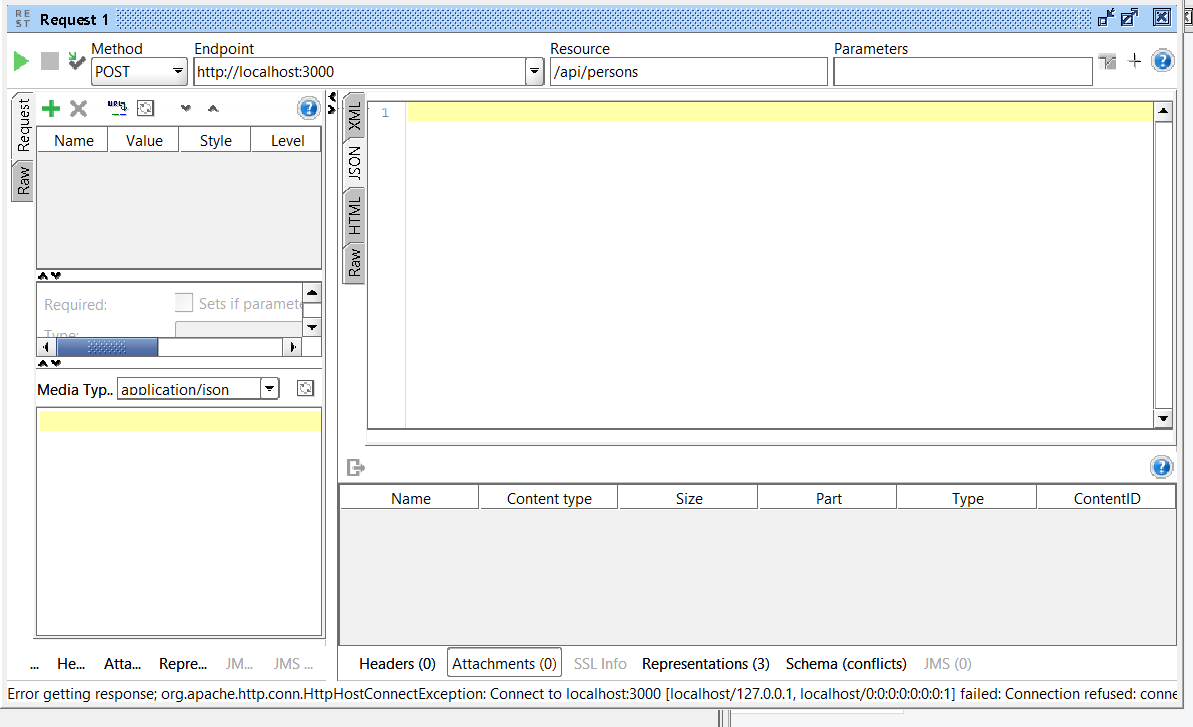 RE
ST
Request 1
Method
Endpoint
Resource
Parameters
POST
http://localhost:3000
/api/persons
Request
Raw
Name Value Style Level
Required:
Sets if paramete
Type:
Media Typ..
application/json
XML
JSON
HTML
Raw
1
Name Content type Size Part Type ContentID
... He... Atta... Repre... JM... JMS ...
Headers (0) Attachments (0) SSL Info Representations (3) Schema (conflicts) JMS (0)
Error getting response; org.apache.http.conn.HttpHostConnectException: Connect to localhost:3000 [localhost/127.0.0.1, localhost/0:0:0:0:0:0:0:1] failed: Connection refused: conne